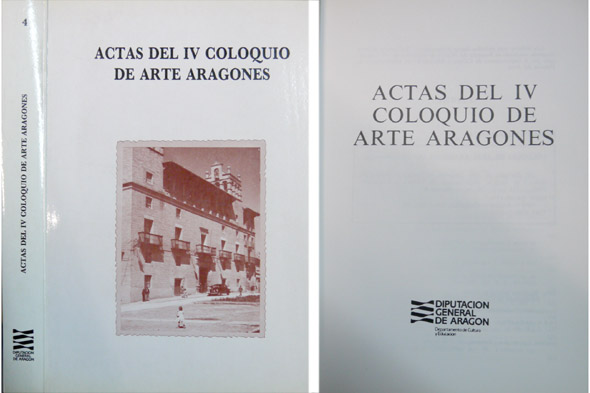 4
ACTAS DEL IV COLOQUIO DE ARTE ARAGONES
DIPUTACION
GENERAL
DE ARAGON
ACTAS DEL IV COLOQUIO
DE ARTE ARAGONES
ACTAS DEL IV
COLOQUIO DE
ARTE ARAGONES
DIPUTACION
GENERAL
DE ARAGON
Departamento de Cultura
y Educacion